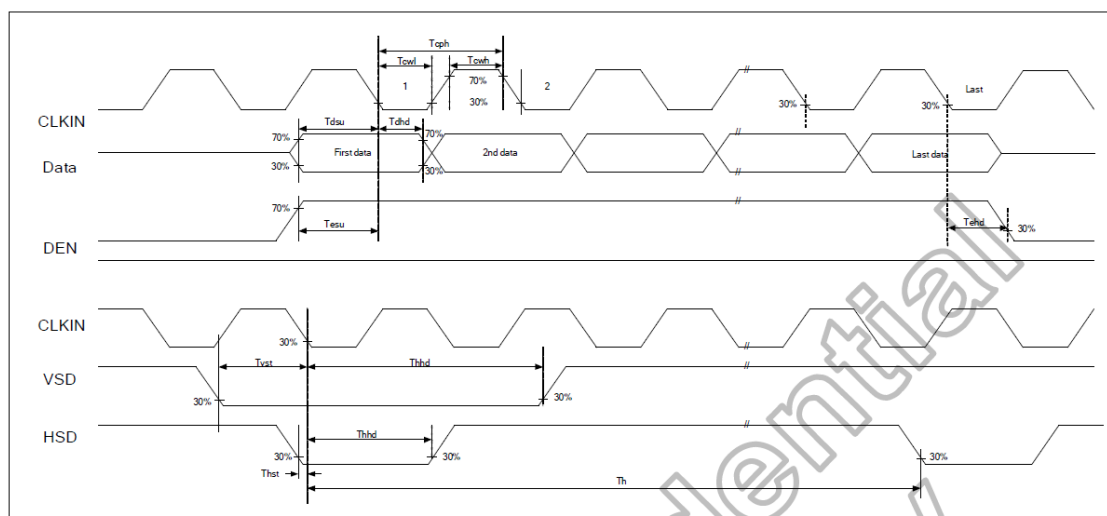 Tcph
Tcwl Tcwh
1 70% 2 Last
30% 30% 30%
CLKIN
Tdsu Tdhd
70% 70%
First data 2nd data Last data
30% 30%
Data
70%
Tesu Tehd
30%
DEN
CLKIN
30%
Tvst Thhd
VSD
30% 30%
HSD
Thhd
30% 30% 30%
Thst
Th
dential